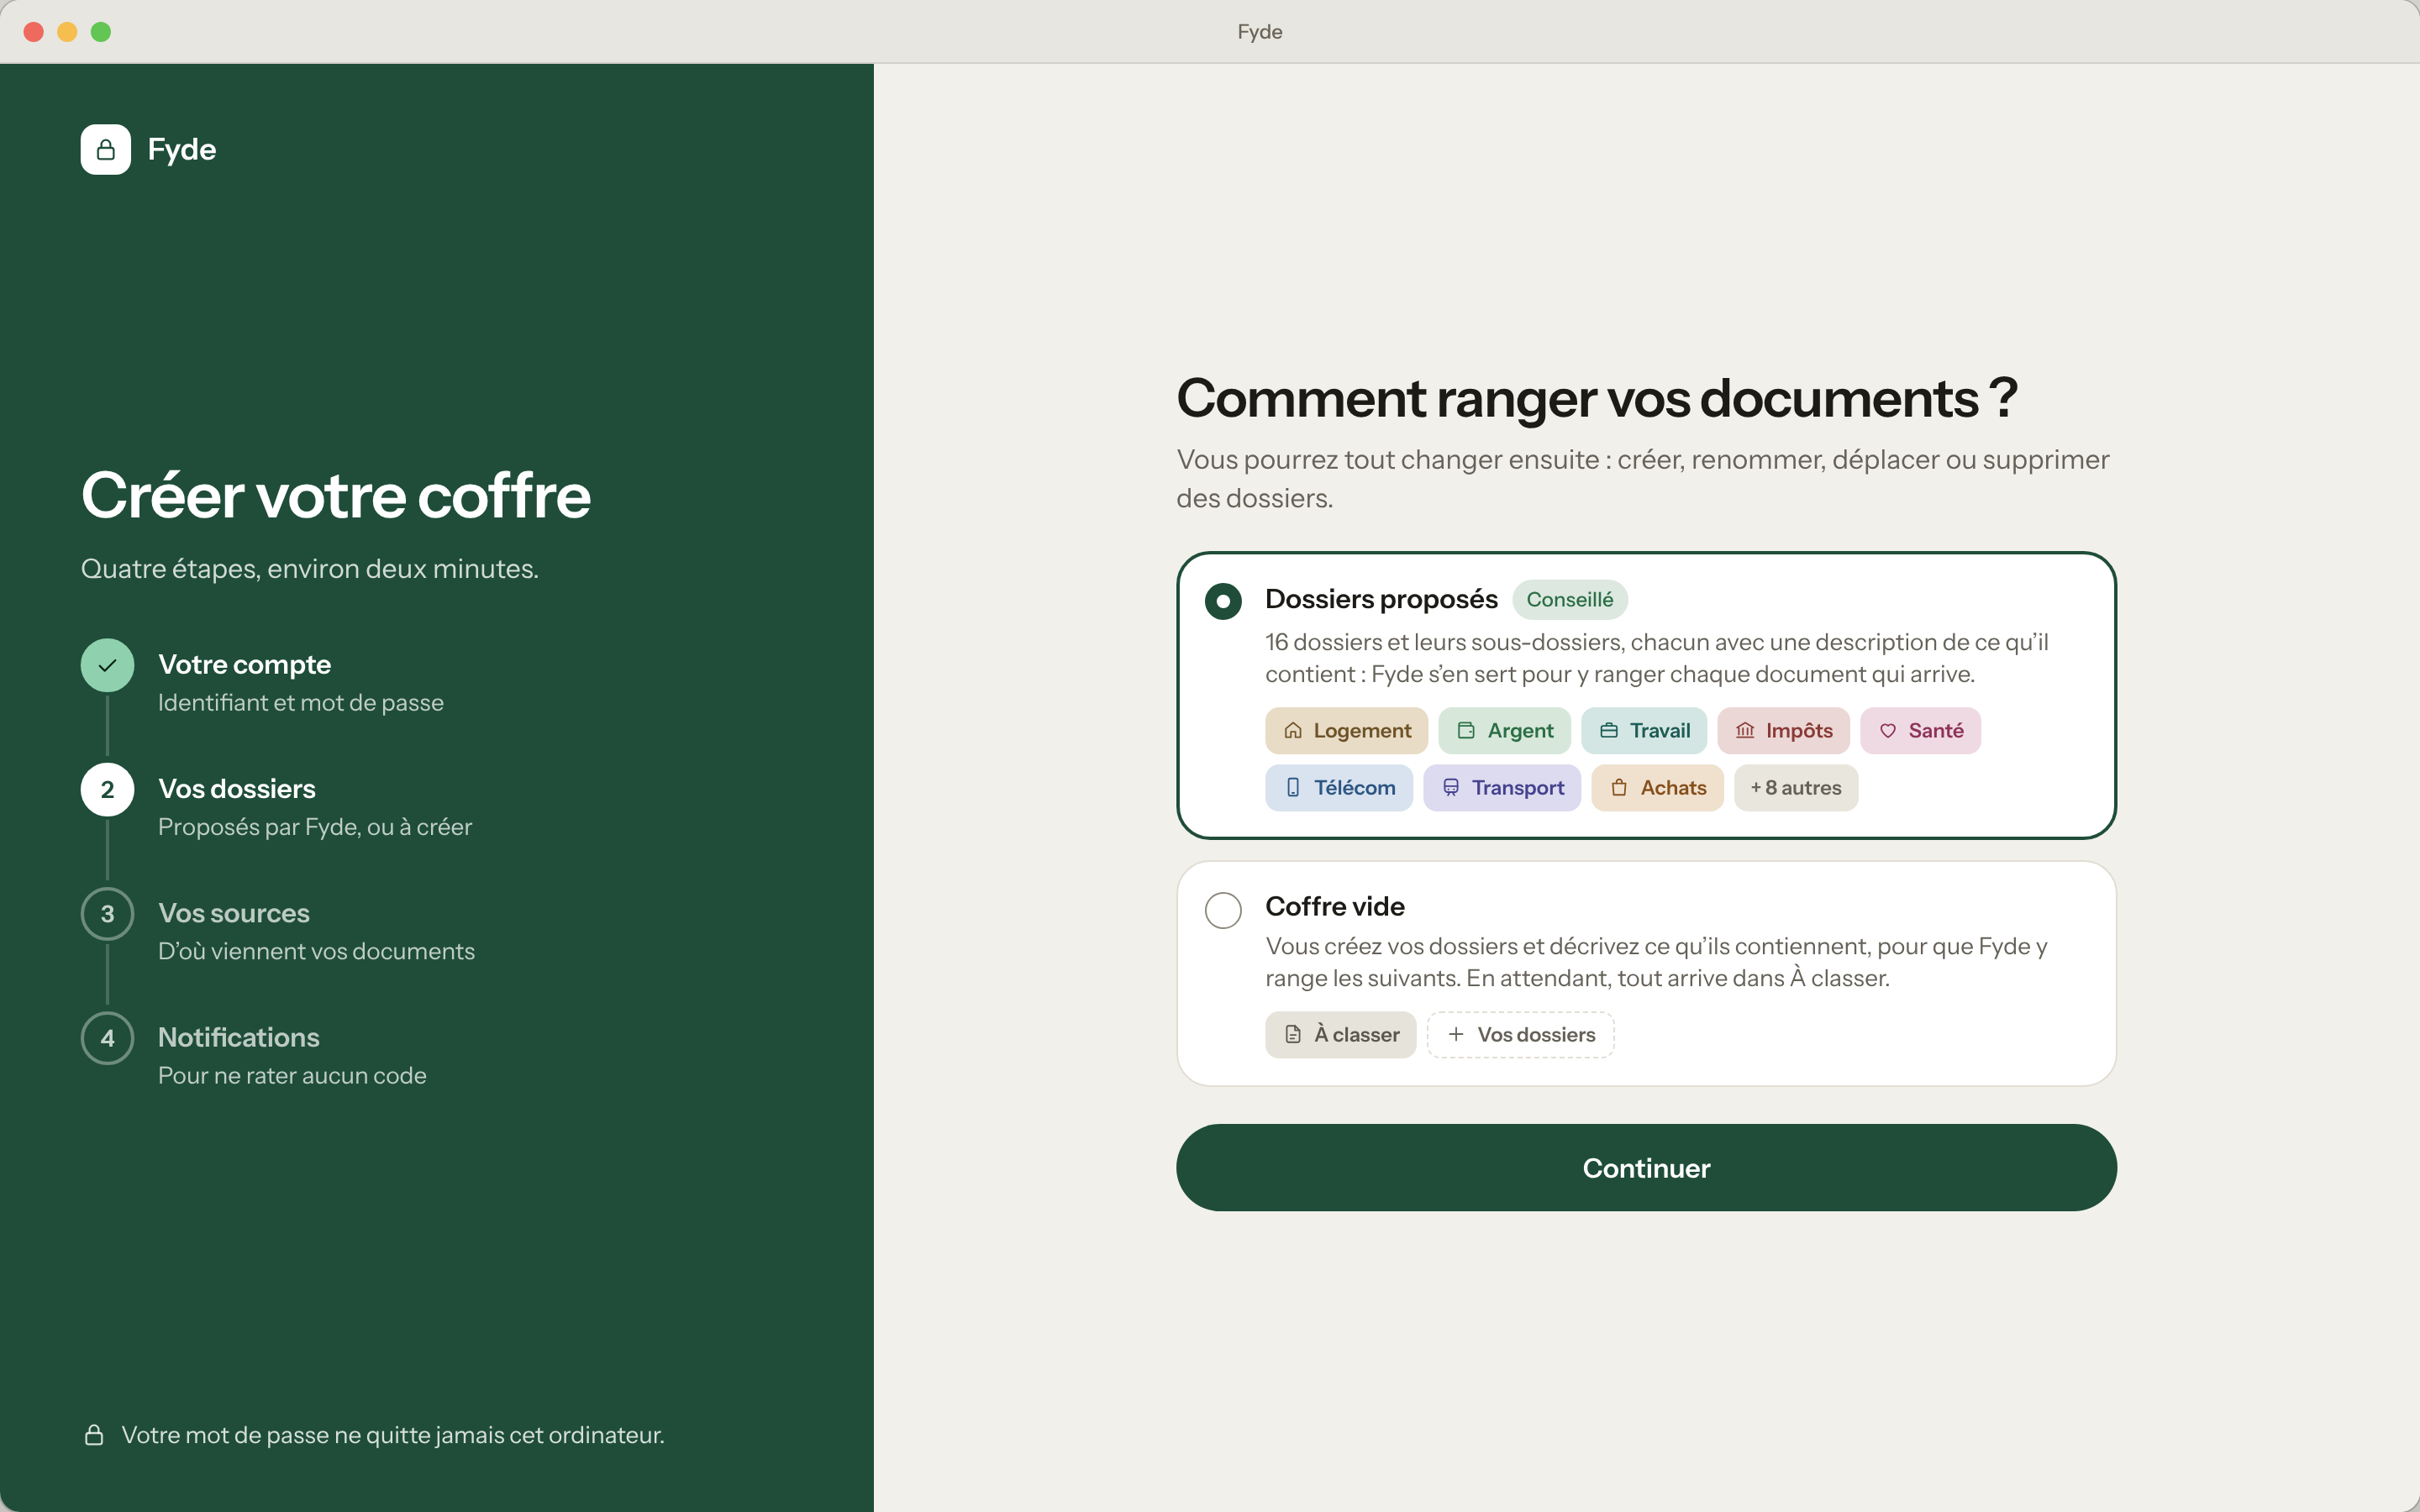 Fyde
Fyde
Créer votre coffre
Quatre étapes, environ deux minutes.
Votre compte
Identifiant et mot de passe
2
Vos dossiers
Proposés par Fyde, ou à créer
3
Vos sources
D’où viennent vos documents
4
Notifications
Pour ne rater aucun code
Votre mot de passe ne quitte jamais cet ordinateur.
Comment ranger vos documents ?
Vous pourrez tout changer ensuite : créer, renommer, déplacer ou supprimer
des dossiers.
Dossiers proposés Conseillé
16 dossiers et leurs sous-dossiers, chacun avec une description de ce qu’il
contient : Fyde s’en sert pour y ranger chaque document qui arrive.
Logement Argent Travail Impôts Santé
Télécom Transport Achats + 8 autres
Coffre vide
Vous créez vos dossiers et décrivez ce qu’ils contiennent, pour que Fyde y
range les suivants. En attendant, tout arrive dans À classer.
À classer + Vos dossiers
Continuer